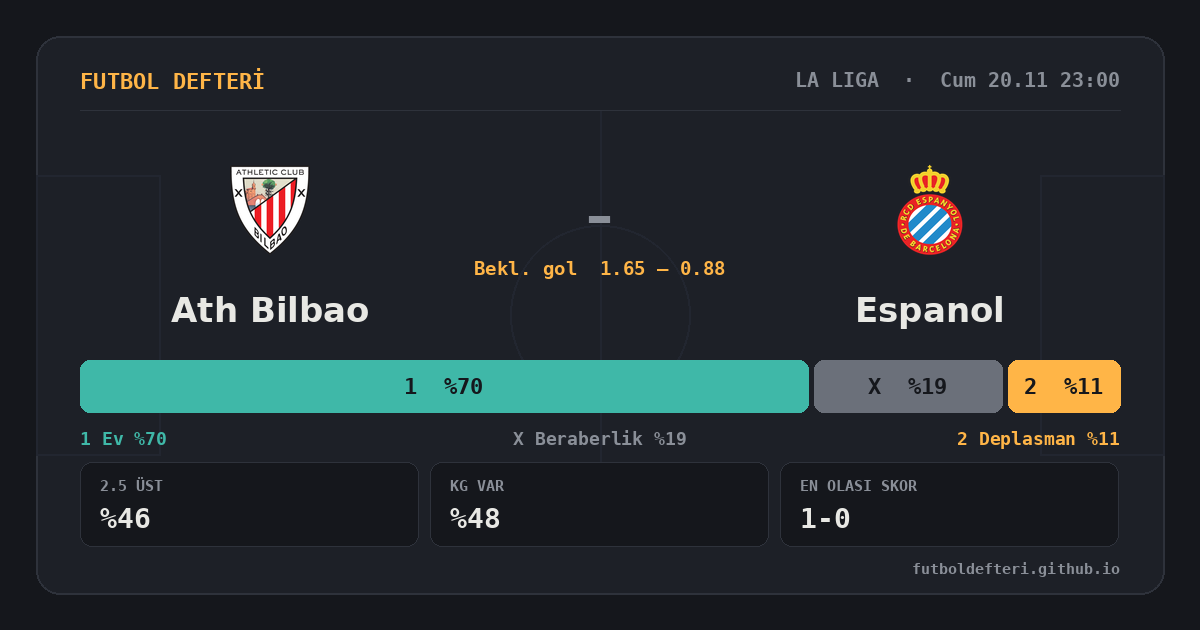 FUTBOL DEFTERİ
LA LIGA · Cum 20.11 23:00
ATHLETIC CLUB
BILBAO
RCD ESPANYOL
DE BARCELONA
-
Bekl. gol 1.65 — 0.88
Ath Bilbao
Espanol
1 %70
X %19
2 %11
1 Ev %70
X Beraberlik %19
2 Deplasman %11
2.5 ÜST
%46
KG VAR
%48
EN OLASI SKOR
1-0
futboldefteri.github.io